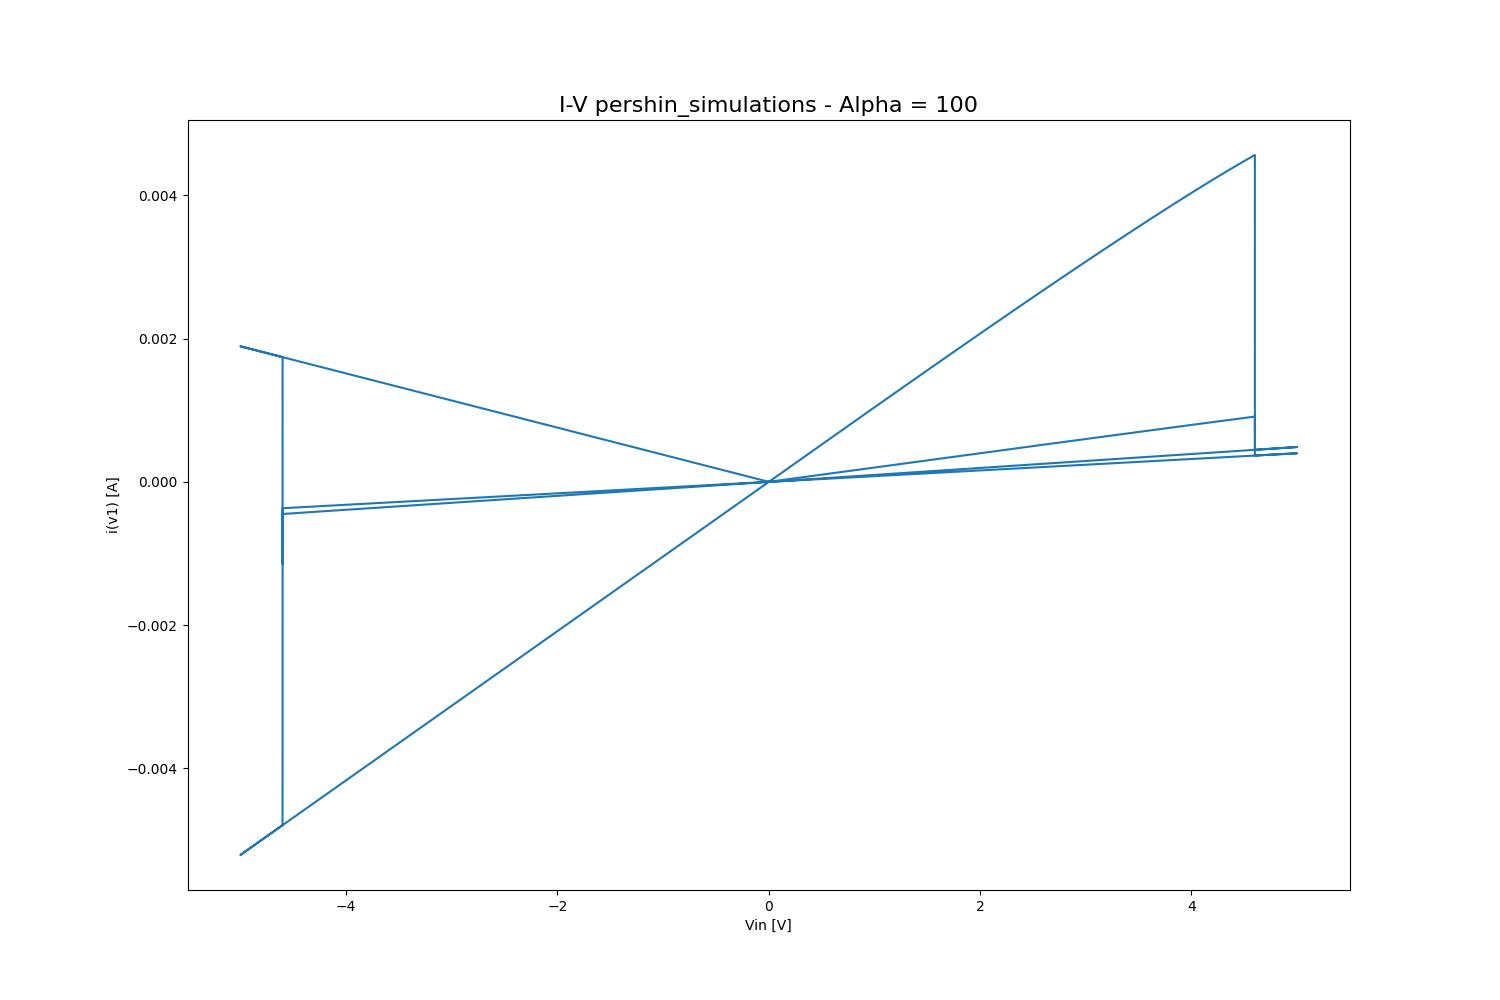 I-V pershin_simulations - Alpha = 100
0.004
0.002
0.000
−0.002
−0.004
i(v1) [A]
−4 −2 0 2 4
Vin [V]